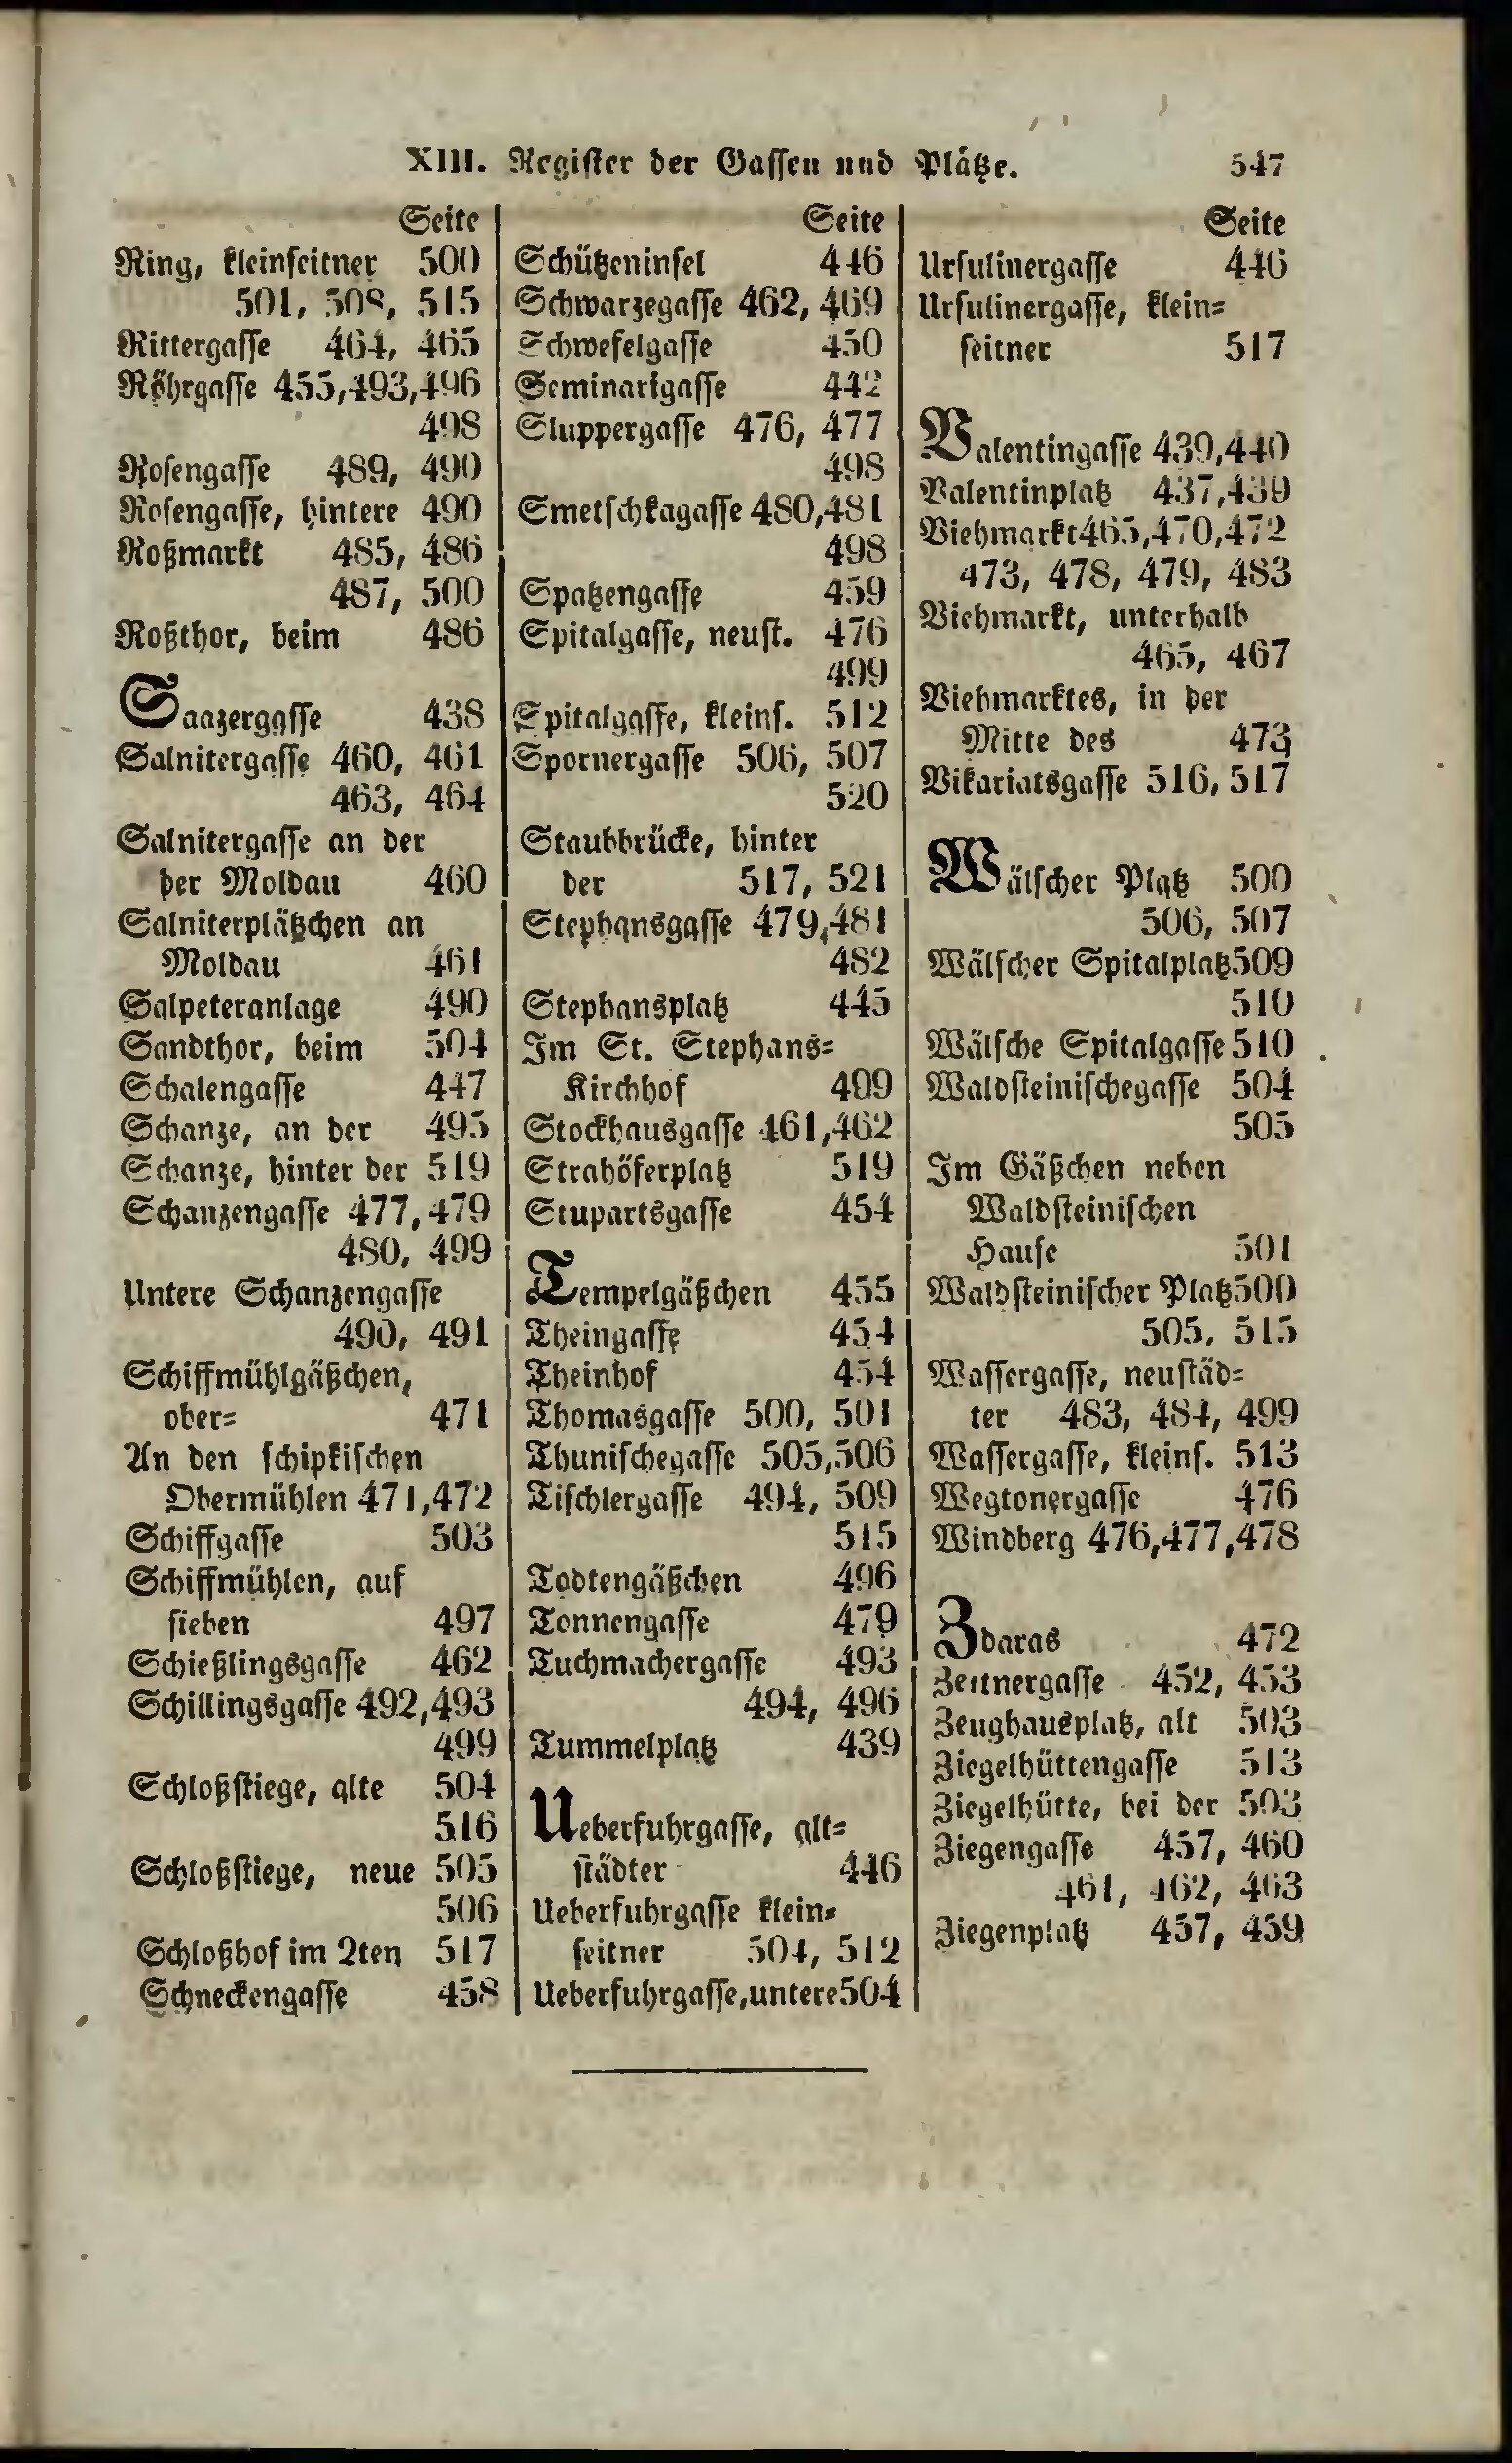 XIII. Register der Gassen und Plätze. 547
Seite
Ring, kleinseitner 500
501, 508, 515
Rittergasse 464, 465
Röhrgasse 455,493,496
498
Rosengasse 489, 490
Rosengasse, hintere 490
Roßmarkt 485, 486
487, 500
Roßthor, beim 486
Saazergasse 438
Salnitergasse 460, 461
463, 464
Salnitergasse an der
der Moldau 460
Salniterplätzchen an
Moldau 461
Salpeteranlage 490
Sandthor, beim 504
Schalengasse 447
Schanze, an der 495
Schanze, hinter der 519
Schanzengasse 477,479
480, 499
Untere Schanzengasse
490, 491
Schiffmühlgäßchen,
ober= 471
An den schipkischen
Obermühlen 471,472
Schiffgasse 503
Schiffmühlen, auf
sieben 497
Schießlingsgasse 462
Schillingsgasse 492,493
499
Schloßstiege, alte 504
516
Schloßstiege, neue 505
506
Schloßhof im 2ten 517
Schneckengasse 458
Seite
Schützeninsel 446
Schwarzegasse 462, 469
Schwefelgasse 450
Seminarigasse 442
Sluppergasse 476, 477
498
Smetschkagasse 480,481
498
Spatzengasse 459
Spitalgasse, neust. 476
499
Spitalgasse, kleins. 512
Spornergasse 506, 507
520
Staubbrücke, hinter
der 517, 521
Stephansgasse 479,481
482
Stephansplatz 445
Im St. Stephans=
Kirchhof 499
Stockhausgasse 461,462
Strahöferplatz 519
Stupartsgasse 454
Tempelgäßchen 455
Theingasse 454
Theinhof 454
Thomasgasse 500, 501
Thunischegasse 505,506
Tischlergasse 494, 509
515
Todtengäßchen 496
Tonnengasse 479
Tuchmachergasse 493
494, 496
Tummelplatz 439
Ueberfuhrgasse, alt=
städter 446
Ueberfuhrgasse klein=
seitner 504, 512
Ueberfuhrgasse,untere504
Seite
Ursulinergasse 446
Ursulinergasse, klein=
seitner 517
Valentingasse 439,440
Valentinplatz 437,439
Viehmarkt465,470,472
473, 478, 479, 483
Viehmarkt, unterhalb
465, 467
Viehmarktes, in der
Mitte des 473
Vikariatsgasse 516, 517
Wälscher Platz 500
506, 507
Wälscher Spitalplatz509
510
Wälsche Spitalgasse510
Waldsteinischegasse 504
505
Im Gäßchen neben
Waldsteinischen
Hause 501
Waldsteinischer Platz500
505, 515
Wassergasse, neustäd=
ter 483, 484, 499
Wassergasse, kleins. 513
Wegtonergasse 476
Windberg 476,477,478
Zdaras 472
Zeltnergasse 452, 453
Zeughausplatz, alt 503
Ziegelhüttengasse 513
Ziegelhütte, bei der 503
Ziegengasse 457, 460
461, 462, 463
Ziegenplatz 457, 459